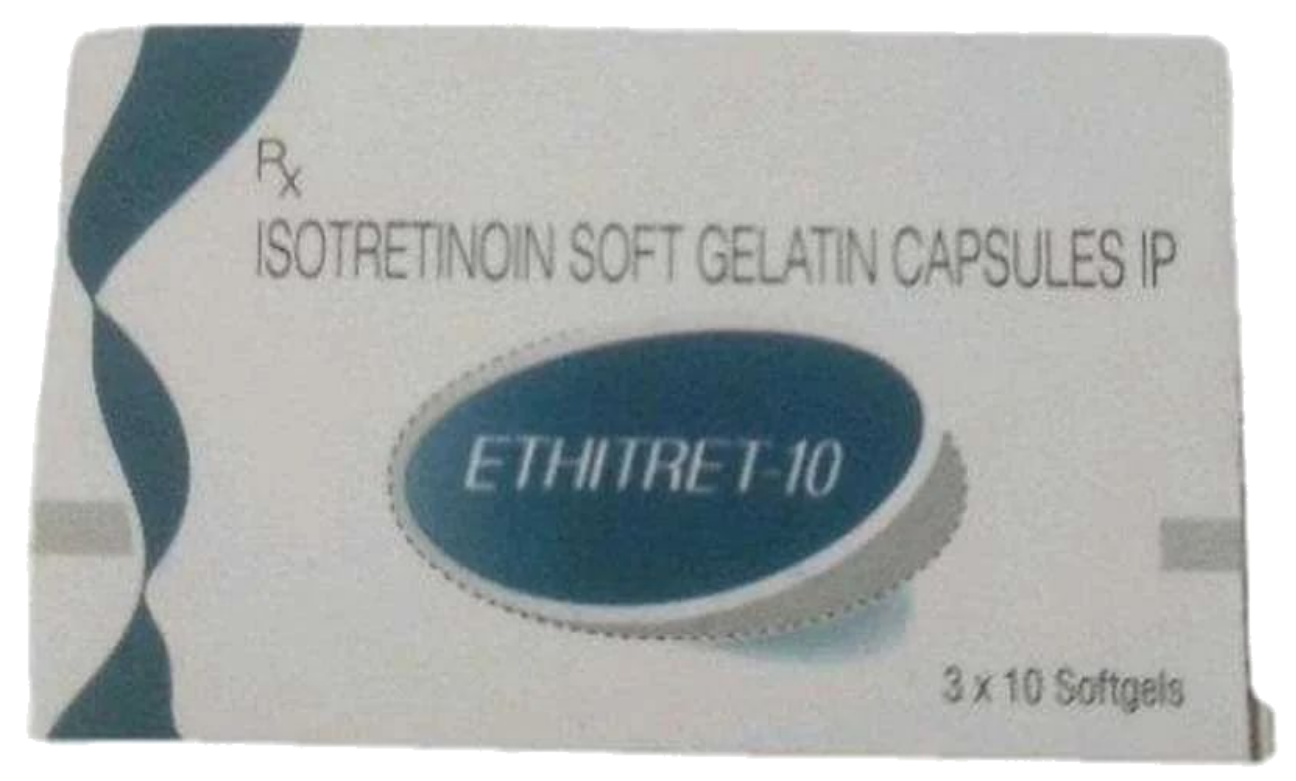 Rx
ISOTRETINOIN SOFT GELATIN CAPSULES IP
ETHITRET-10
3 x 10 Softgels